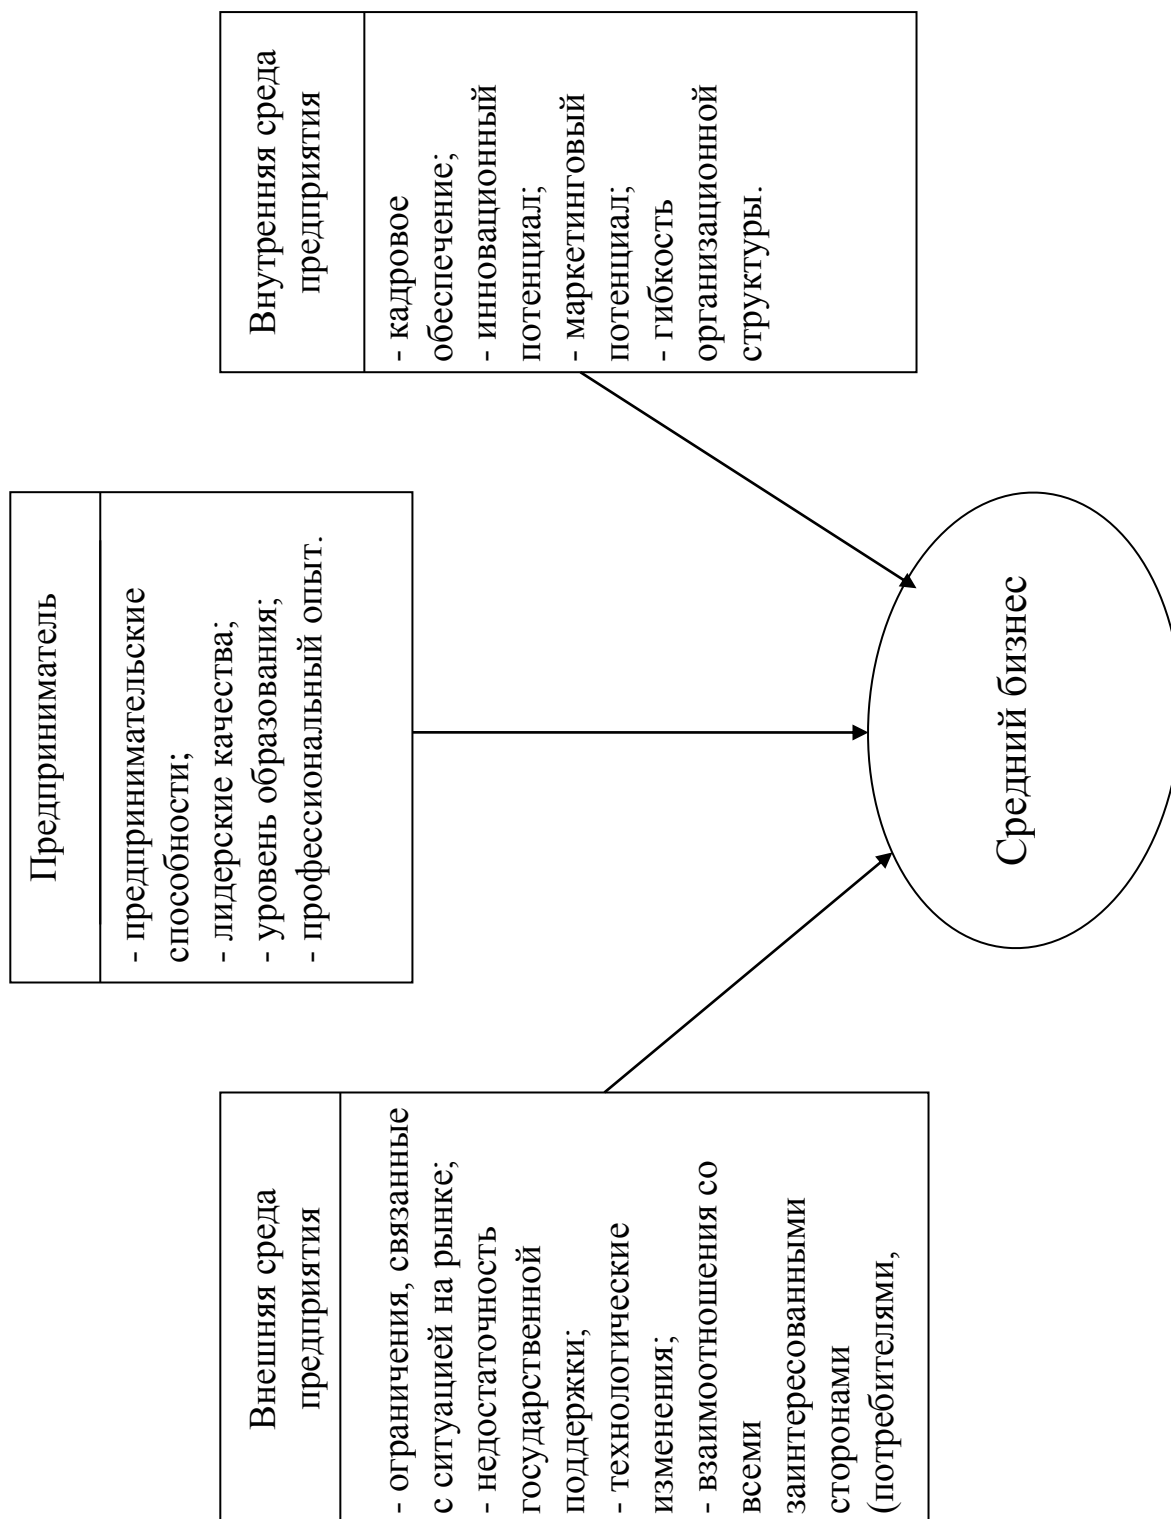 Внешняя среда
предприятия
- ограничения, связанные
с ситуацией на рынке;
- недостаточность
государственной
поддержки;
- технологические
изменения;
- взаимоотношения со
всеми
заинтересованными
сторонами
(потребителями,
Предприниматель
- предпринимательские
способности;
- лидерские качества;
- уровень образования;
- профессиональный опыт.
Внутренняя среда
предприятия
- кадровое
обеспечение;
- инновационный
потенциал;
- маркетинговый
потенциал;
- гибкость
организационной
структуры.
Средний бизнес